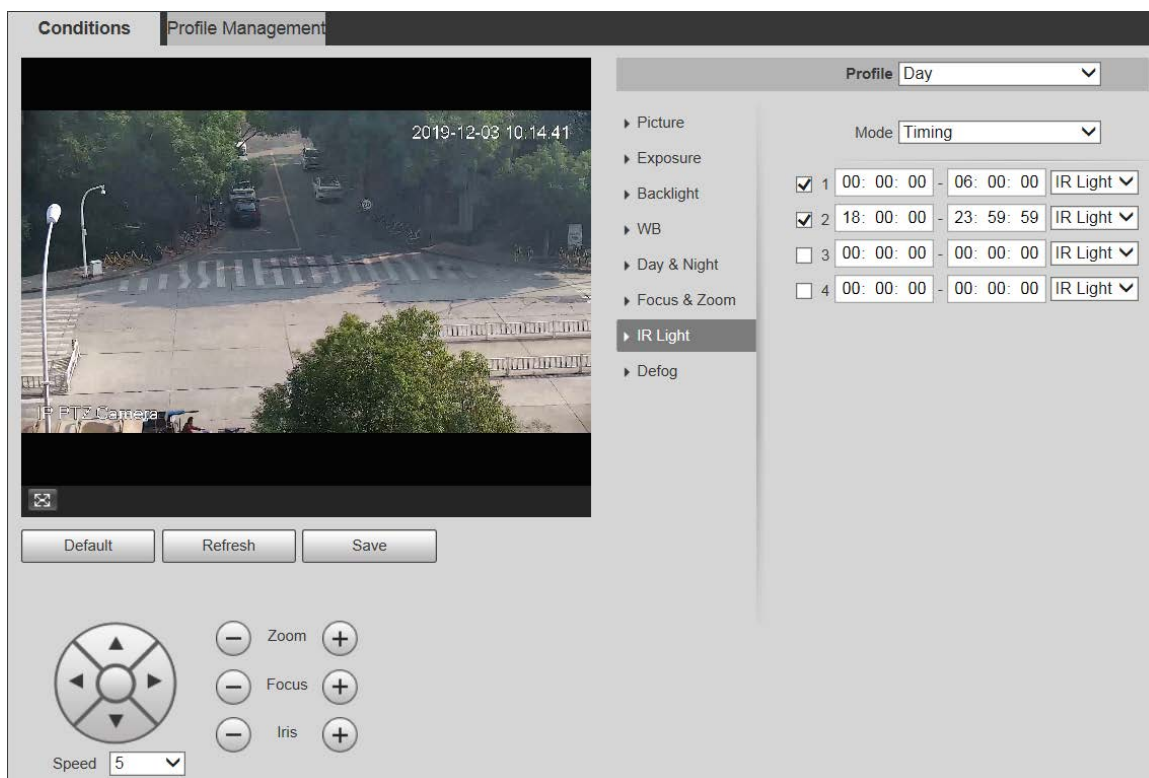 Conditions Profile Management
2019-12-03 10:14:41
IP PTZ Camera
Default Refresh Save
Zoom
Focus
Iris
Speed 5
Profile Day
Picture
Exposure
Backlight
WB
Day & Night
Focus & Zoom
IR Light
Defog
Mode Timing
1 00: 00: 00 - 06: 00: 00 IR Light
2 18: 00: 00 - 23: 59: 59 IR Light
3 00: 00: 00 - 00: 00: 00 IR Light
4 00: 00: 00 - 00: 00: 00 IR Light